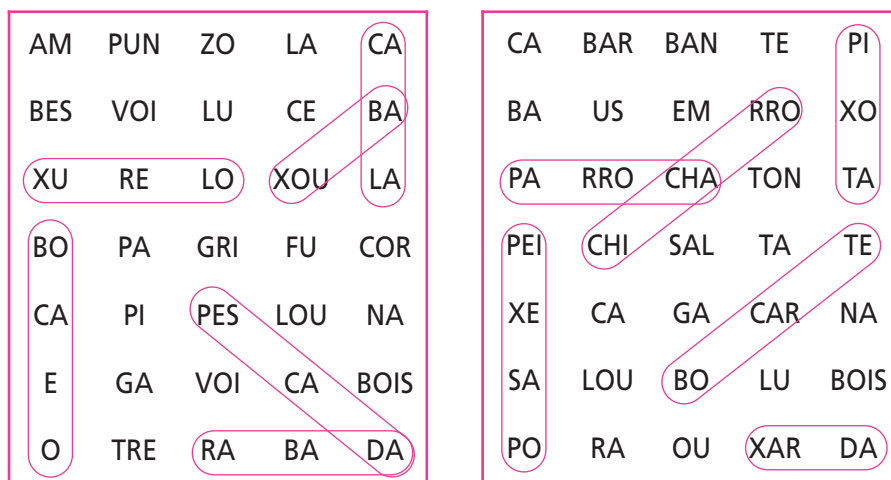 AM PUN ZO LA CA
BES VOI LU CE BA
XU RE LO XOU LA
BO PA GRI FU COR
CA PI PES LOU NA
E GA VOI CA BOIS
O TRE RA BA DA
CA BAR BAN TE PI
BA US EM RRO XO
PA RRO CHA TON TA
PEI CHI SAL TA TE
XE CA GA CAR NA
SA LOU BO LU BOIS
PO RA OU XAR DA